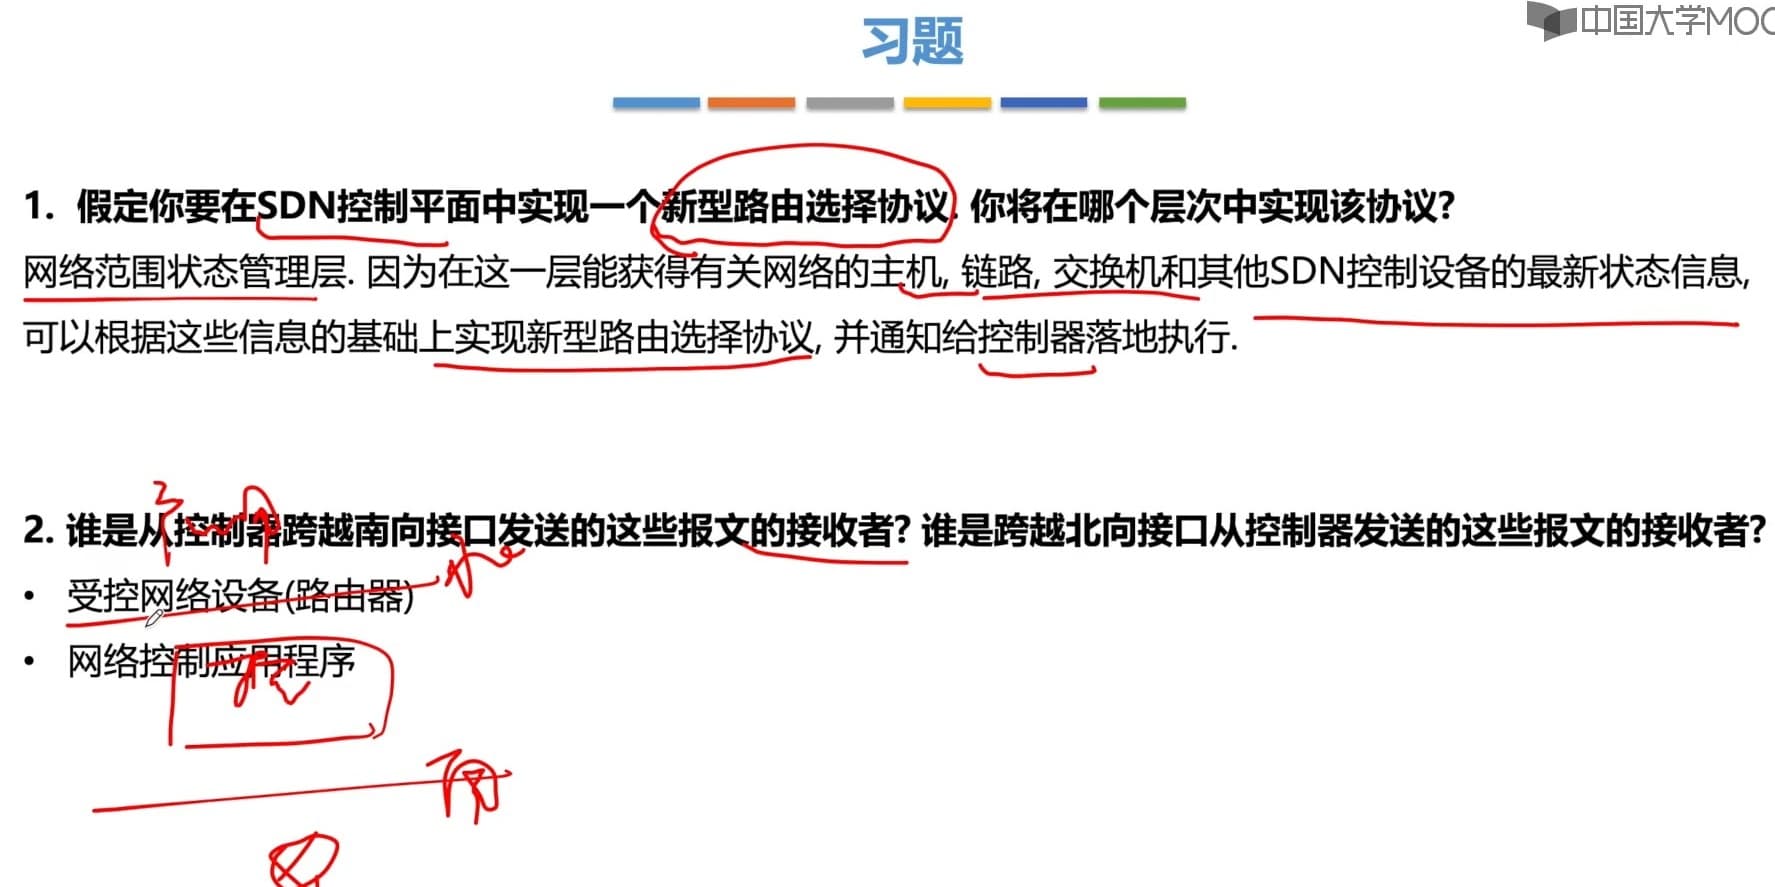 习题
中国大学MOO
1. 假定你要在SDN控制平面中实现一个新型路由选择协议. 你将在哪个层次中实现该协议?
网络范围状态管理层. 因为在这一层能获得有关网络的主机, 链路, 交换机和其他SDN控制设备的最新状态信息,
可以根据这些信息的基础上实现新型路由选择协议, 并通知给控制器落地执行.
2. 谁是从控制器跨越南向接口发送的这些报文的接收者? 谁是跨越北向接口从控制器发送的这些报文的接收者?
• 受控网络设备(路由器)
• 网络控制应用程序